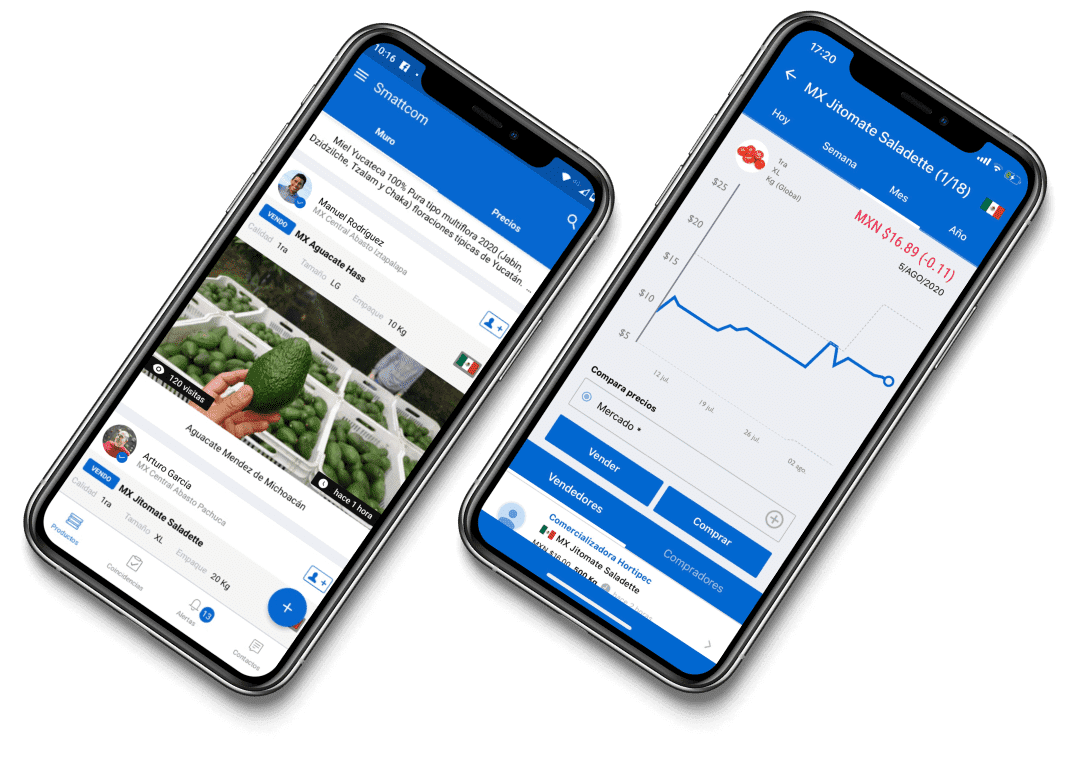 10:16
Smattcom
Muro
Precios
Miel Yucateca 100% Pura tipo multiflora 2020 (Jabin,
Dzidzilche, Tzalam y Chaka) floraciones típicas de Yucatán. ...
Manuel Rodríguez
MX Central Abasto Iztapalapa
VENDO
MX Aguacate Hass
Calidad 1ra Tamaño LG Empaque 10 Kg
120 visitas
hace 1 hora
Aguacate Mendez de Michoacán
Arturo García
MX Central Abasto Pachuca
VENDO
MX Jitomate Saladette
Calidad 1ra Tamaño XL Empaque 20 Kg
Productos
Coincidencias
Alertas
13
Contactos
17:20
MX Jitomate Saladette (1/18)
Hoy
Semana
Mes
Año
1ra
XL
Kg (Global)
MXN $16.89 (-0.11)
5/AGO/2020
$25
$20
$15
$10
$5
12 jul.
19 jul.
26 jul.
02 ago.
Compara precios
Mercado *
Vender
Comprar
Vendedores
Compradores
Comercializadora Hortipec
MX Jitomate Saladette
MXN $16.00 500 Kg